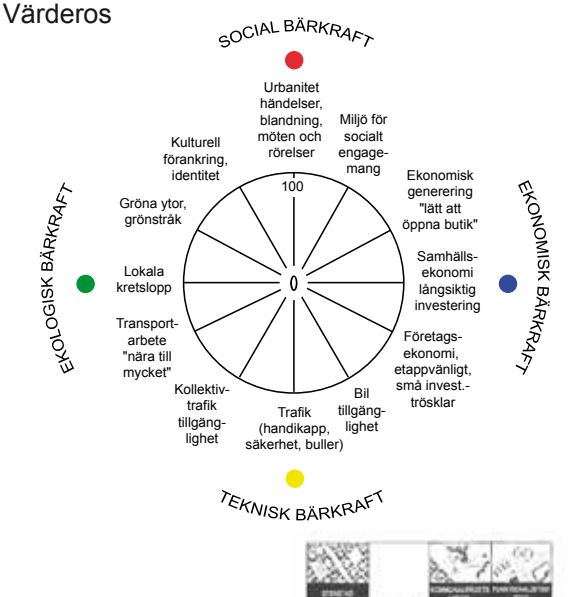 Värderos
SOCIAL BÄRKRAFT
Urbanitet
händelser,
blandning,
möten och
rörelser
Miljö för
socialt
engage-
mang
Ekonomisk
generering
"lätt att
öppna butik"
EKONOMISK BÄRKRAFT
Samhälls-
ekonomi
långsiktig
investering
Företags-
ekonomi,
etappvänligt,
små invest.-
trösklar
Bil
tillgäng-
lighet
Trafik
(handikapp,
säkerhet, buller)
TEKNISK BÄRKRAFT
Kollektiv-
trafik
tillgäng-
lighet
Transport-
arbete
"nära till
mycket"
Lokala
kretslopp
EKOLOGISK BÄRKRAFT
Gröna ytor,
grönstråk
Kulturell
förankring,
identitet
100
0